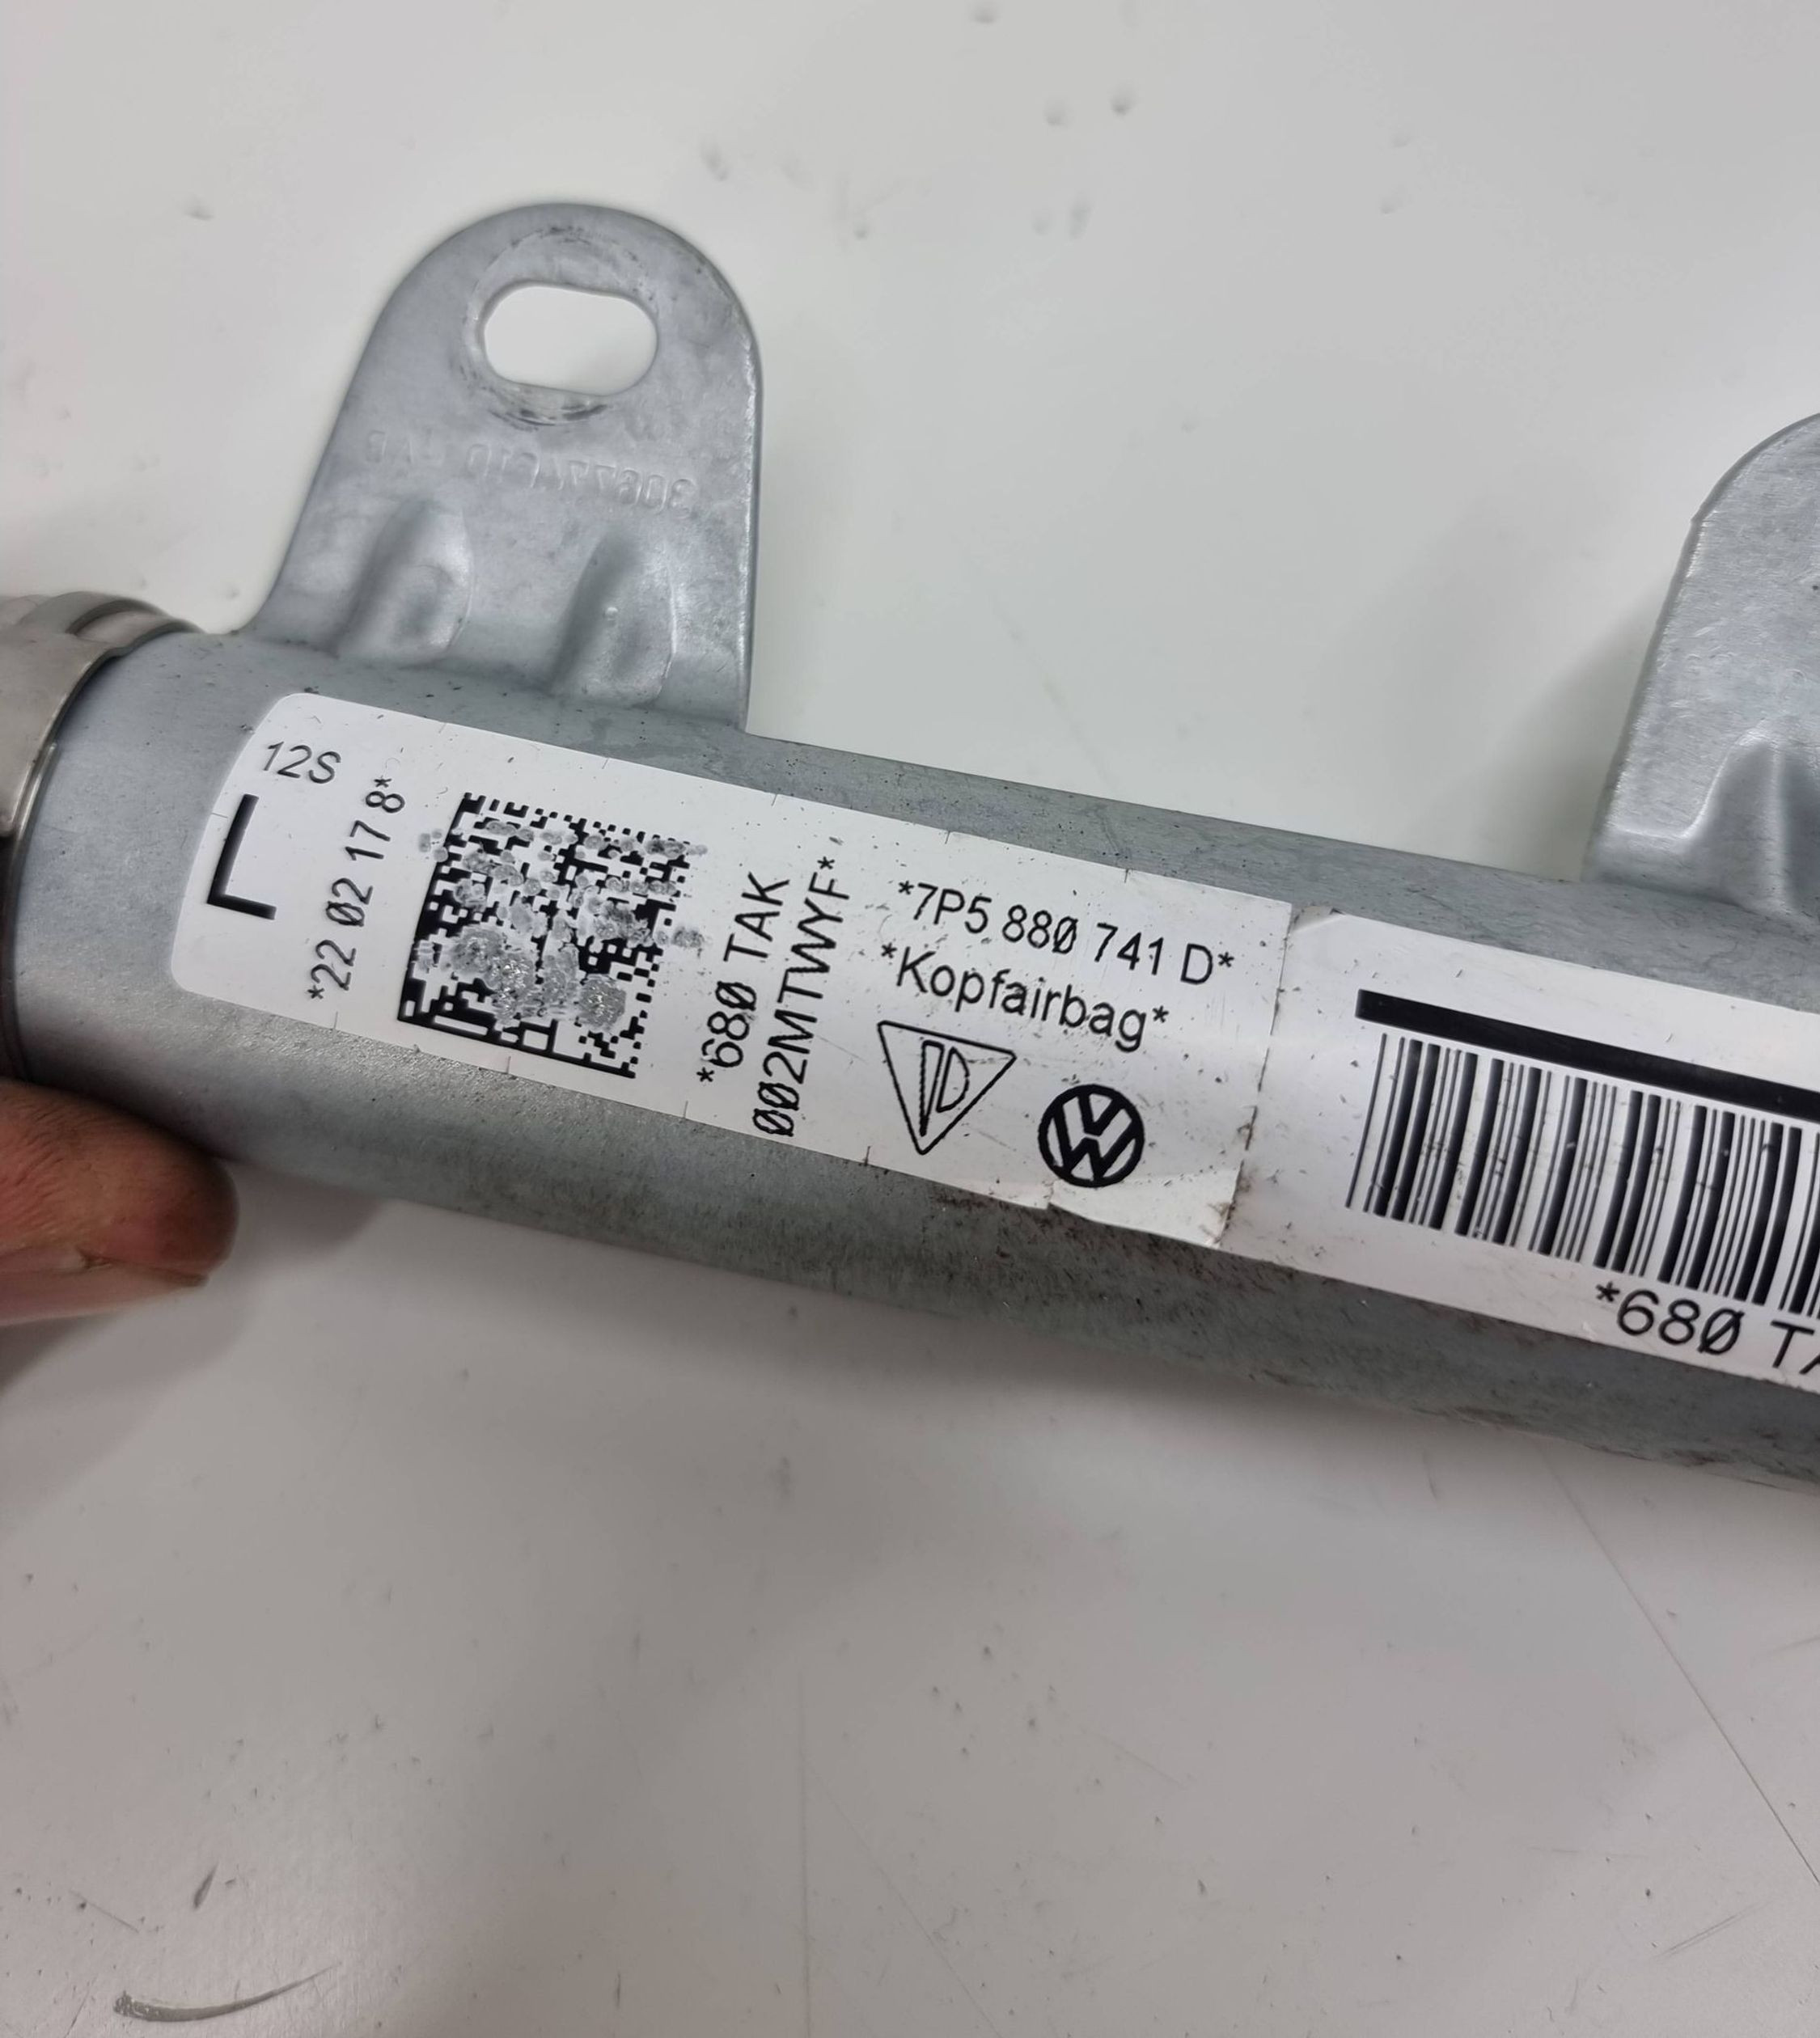 12S
L
*22 02 17 8*
*680 TAK
002MTWYF*
*7P5 880 741 D*
*Kopfairbag*
*680 TA